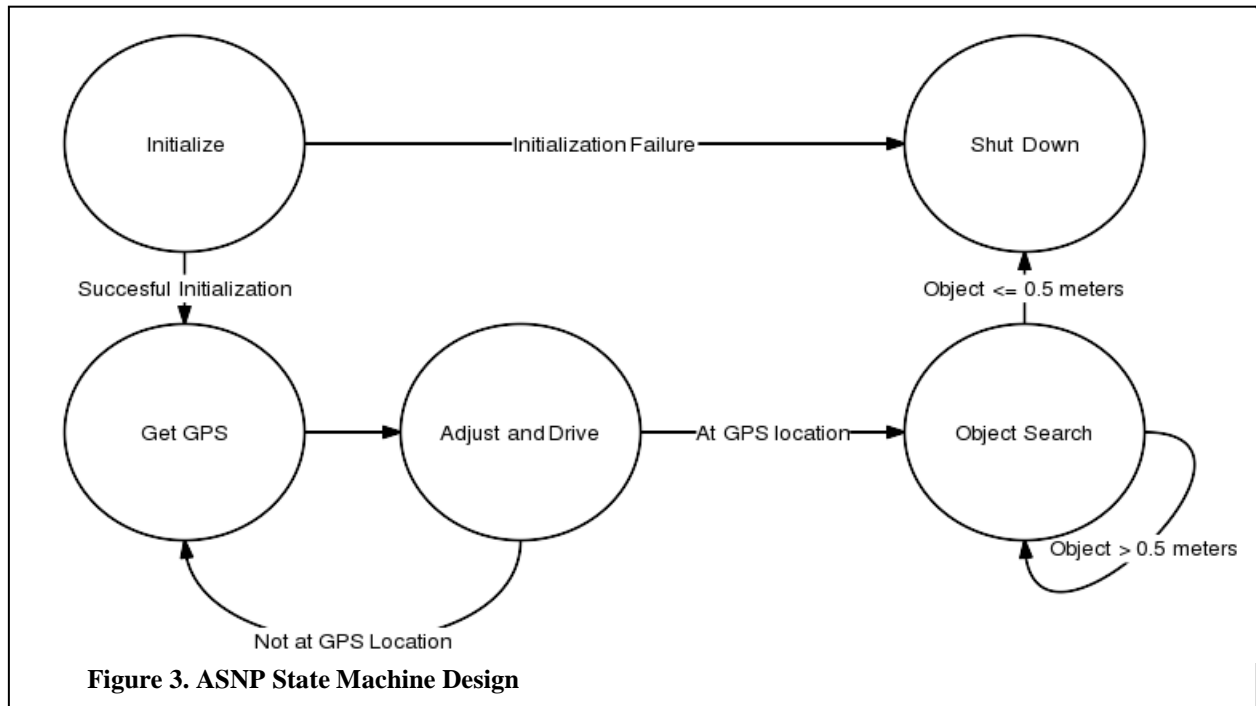 Initialize
Initialization Failure
Shut Down
Succesful Initialization
Object <= 0.5 meters
Get GPS
Adjust and Drive
At GPS location
Object Search
Object > 0.5 meters
Not at GPS Location
Figure 3. ASNP State Machine Design